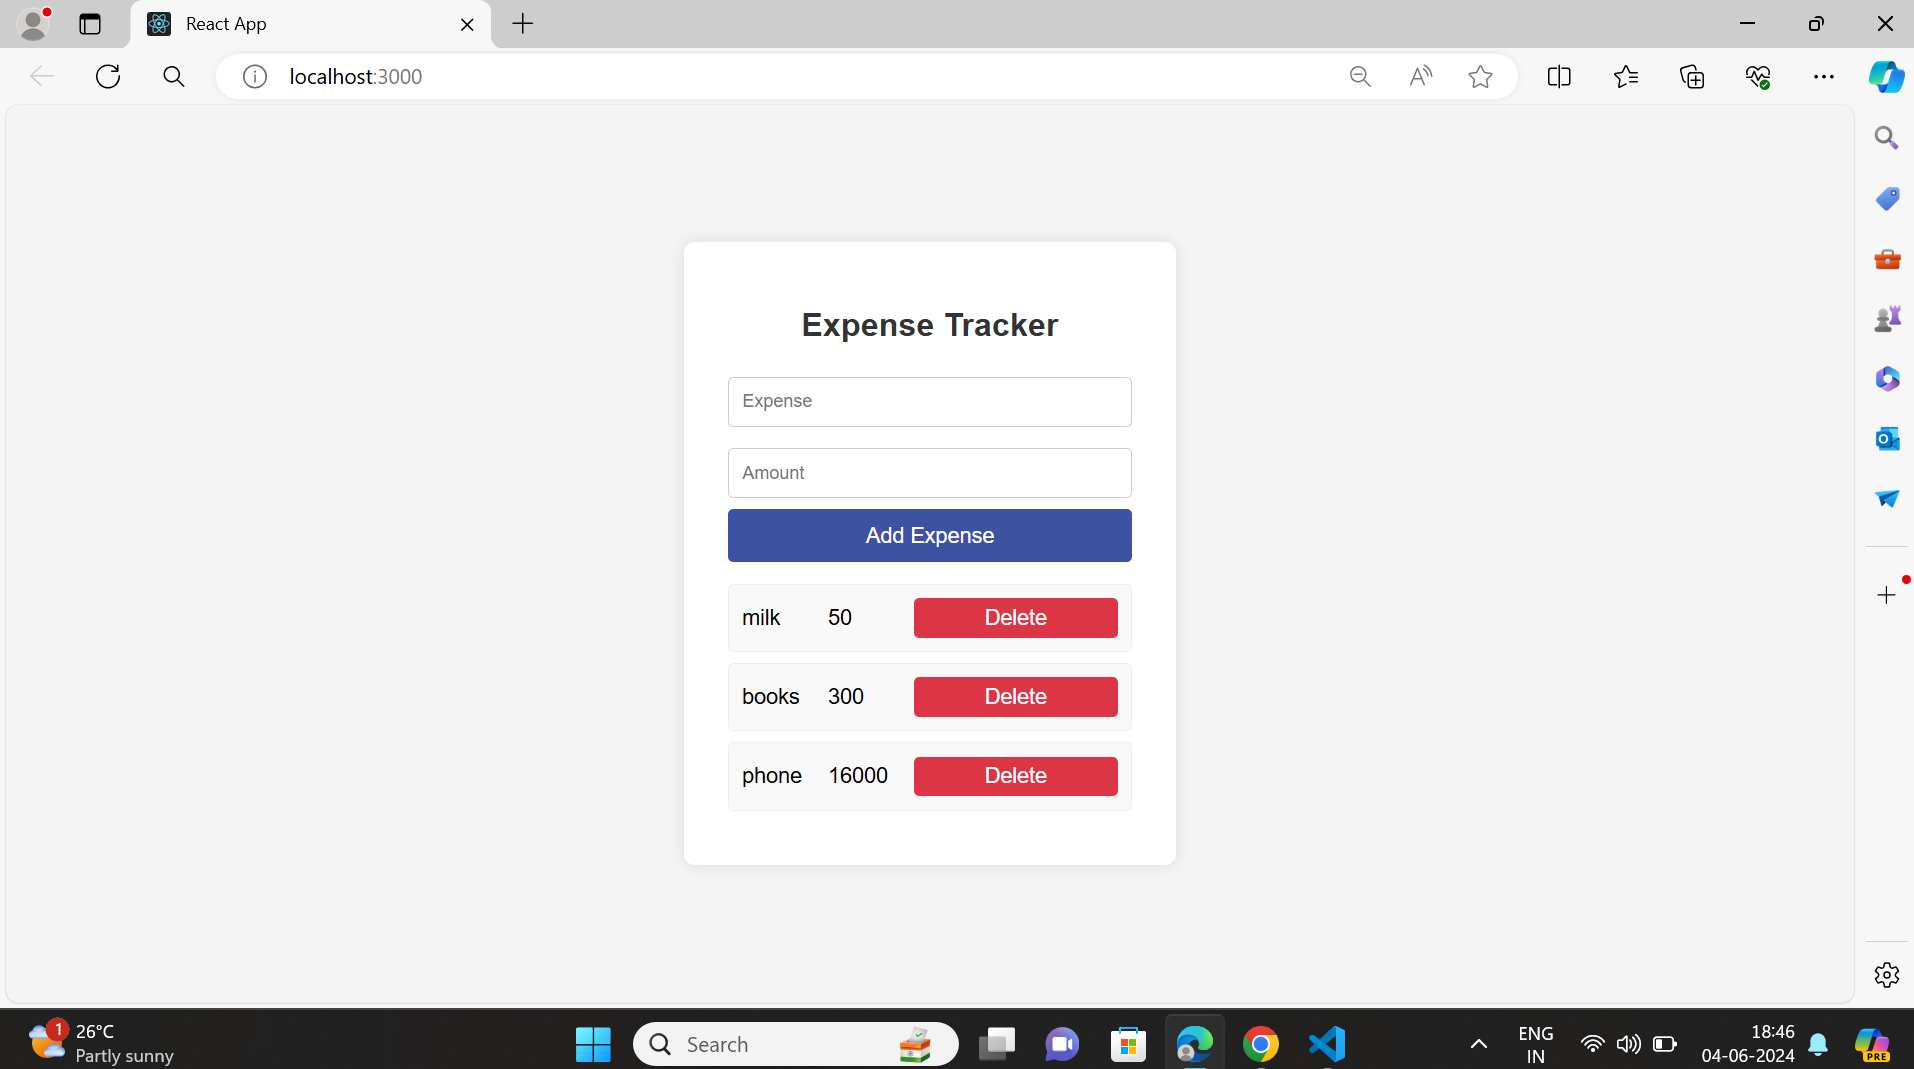 React App
localhost:3000
Expense Tracker
Expense
Amount
Add Expense
milk 50 Delete
books 300 Delete
phone 16000 Delete
1
26°C
Partly sunny
Search
ENG
IN
18:46
04-06-2024
PRE